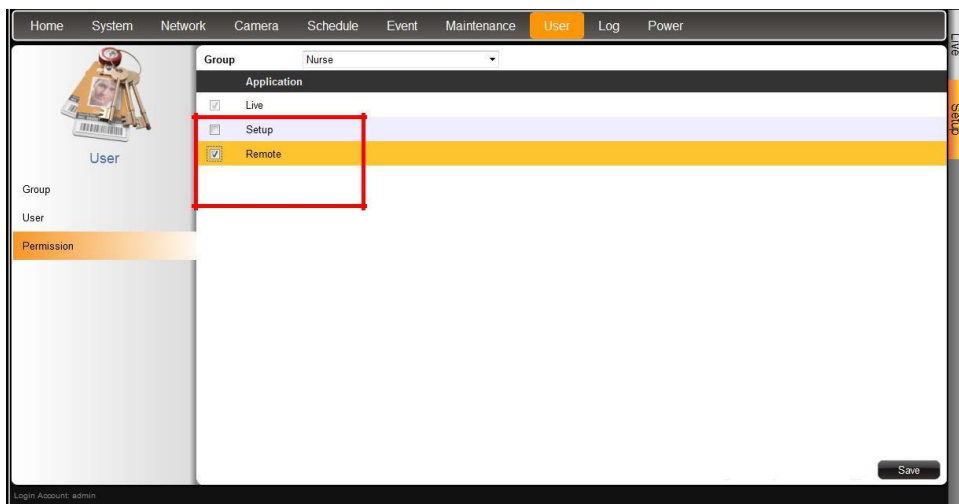 Home System Network Camera Schedule Event Maintenance User Log Power
Live
Setup
User
Group
User
Permission
Group Nurse
Application
Live
Setup
Remote
Save
Login Account: admin